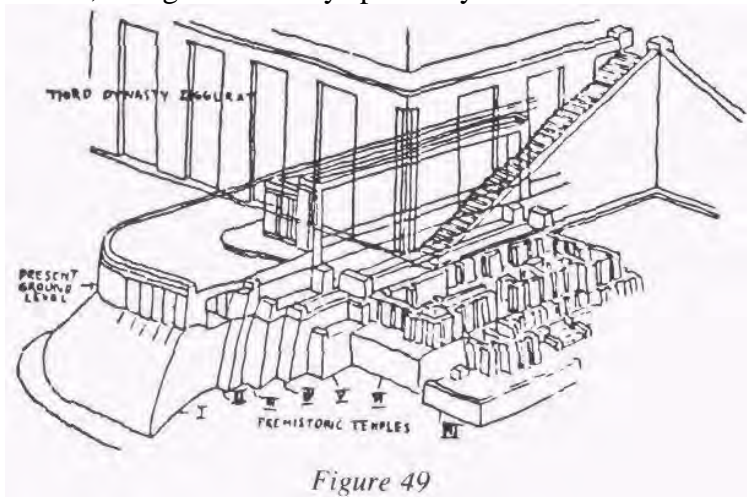 THIRD DYNASTY ZIGGURAT
PRESENT
GROUND
LEVEL
I II III IV V VI
PREHISTORIC TEMPLES
VII
Figure 49